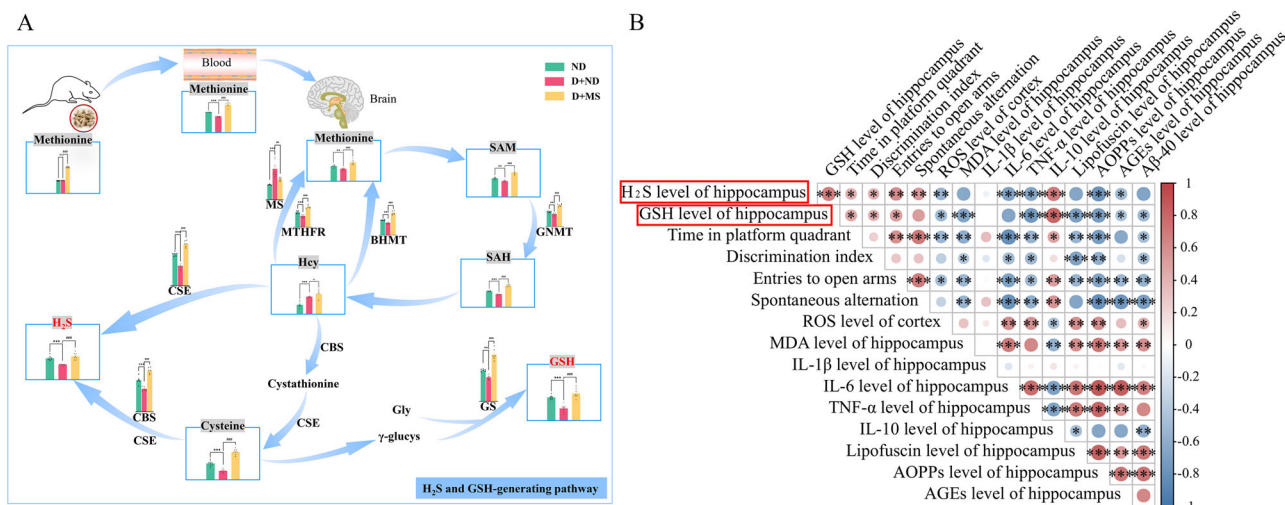 A
Blood
Methionine
Brain
ND
D+ND
D+MS
Methionine
Methionine
SAM
MS
MTHFR
BHMT
GNMT
CSE
Hcy
SAH
H₂S
CBS
CBS
Cystathionine
GS
GSH
Gly
CSE
CSE
Cysteine
γ-glucys
H₂S and GSH-generating pathway
B
GSH level of hippocampus
Time in platform quadrant
Discrimination index
Entries to open arms
Spontaneous alternation
ROS level of cortex
MDA level of hippocampus
IL-1β level of hippocampus
IL-6 level of hippocampus
TNF-α level of hippocampus
IL-10 level of hippocampus
Lipofuscin level of hippocampus
AOPPs level of hippocampus
AGEs level of hippocampus
Aβ-40 level of hippocampus
H₂S level of hippocampus
GSH level of hippocampus
Time in platform quadrant
Discrimination index
Entries to open arms
Spontaneous alternation
ROS level of cortex
MDA level of hippocampus
IL-1β level of hippocampus
IL-6 level of hippocampus
TNF-α level of hippocampus
IL-10 level of hippocampus
Lipofuscin level of hippocampus
AOPPs level of hippocampus
AGEs level of hippocampus
1
0.8
0.6
0.4
0.2
0
-0.2
-0.4
-0.6
-0.8